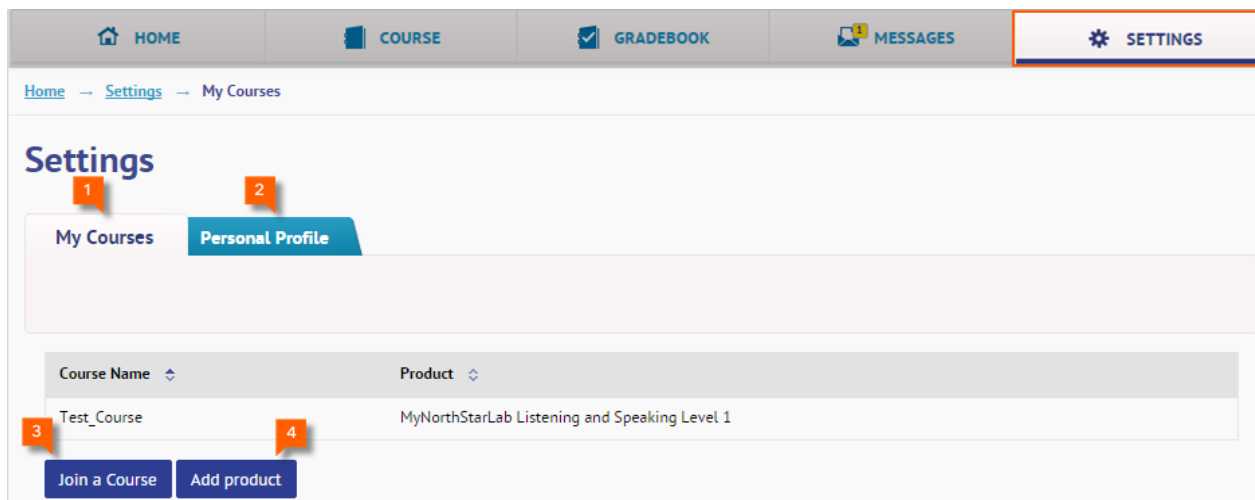 HOME COURSE GRADEBOOK 1 MESSAGES SETTINGS
Home → Settings → My Courses
Settings
1 2
My Courses Personal Profile
Course Name Product
Test_Course MyNorthStarLab Listening and Speaking Level 1
3 4
Join a Course Add product